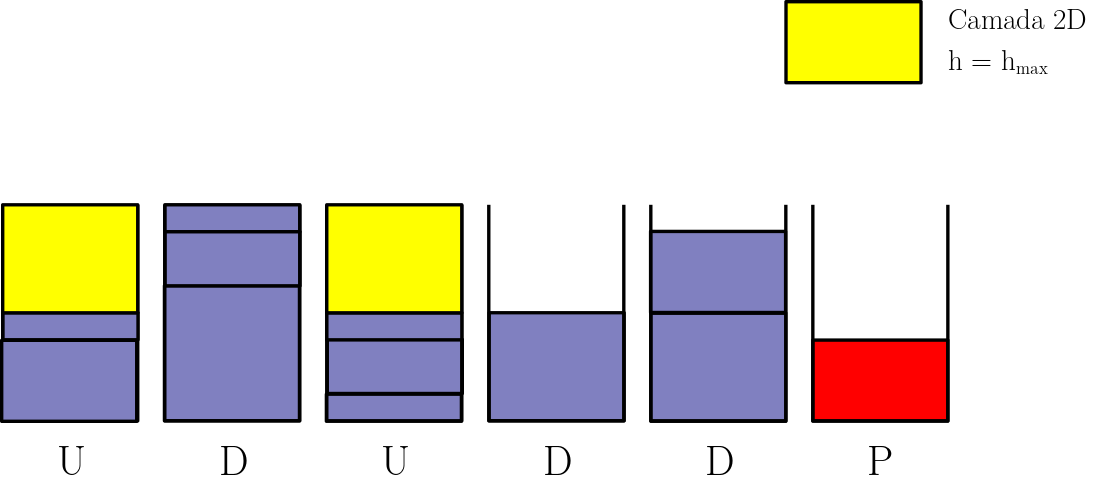 Camada 2D
h = hmax
U D U D D P